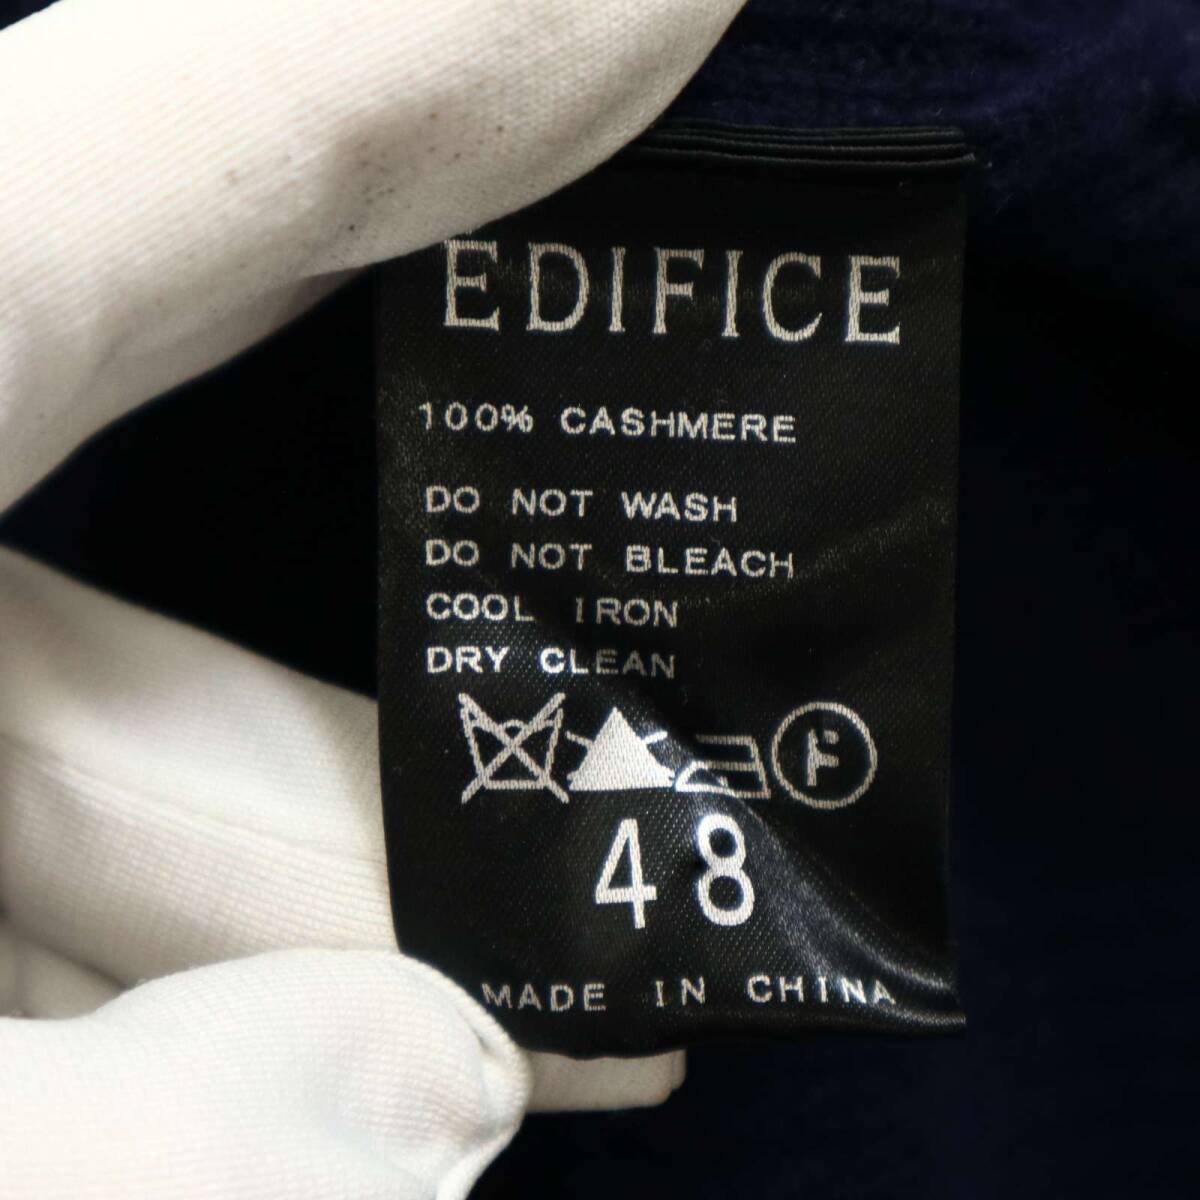 EDIFICE
100% CASHMERE
DO NOT WASH
DO NOT BLEACH
COOL IRON
DRY CLEAN
F
48
MADE IN CHINA